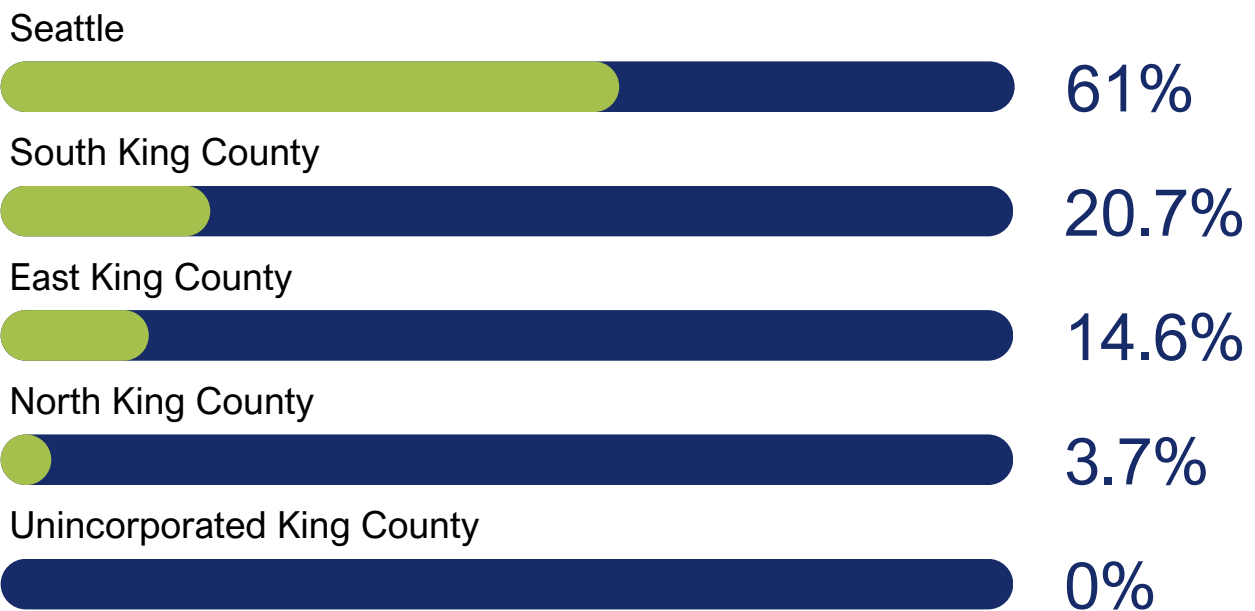 Seattle
61%
South King County
20.7%
East King County
14.6%
North King County
3.7%
Unincorporated King County
0%